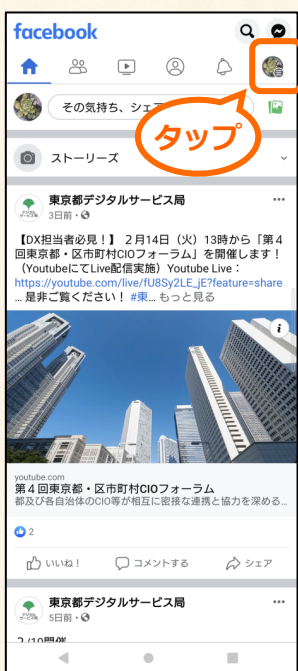 facebook
その気持ち、シェ
タップ
ストーリーズ
東京都デジタルサービス局
3日前・
【DX担当者必見！】 2月14日（火）13時から「第4
回東京都・区市町村CIOフォーラム」を開催します！
（YoutubeにてLive配信実施）Youtube Live：
https://youtube.com/live/fU8Sy2LE_jE?feature=share
... 是非ご覧ください！ #東... もっと見る
youtube.com
第４回東京都・区市町村CIOフォーラム
都及び各自治体のCIO等が相互に密接な連携と協力を深める...
2
いいね！ コメントする シェア
東京都デジタルサービス局
5日前・
2/10開催